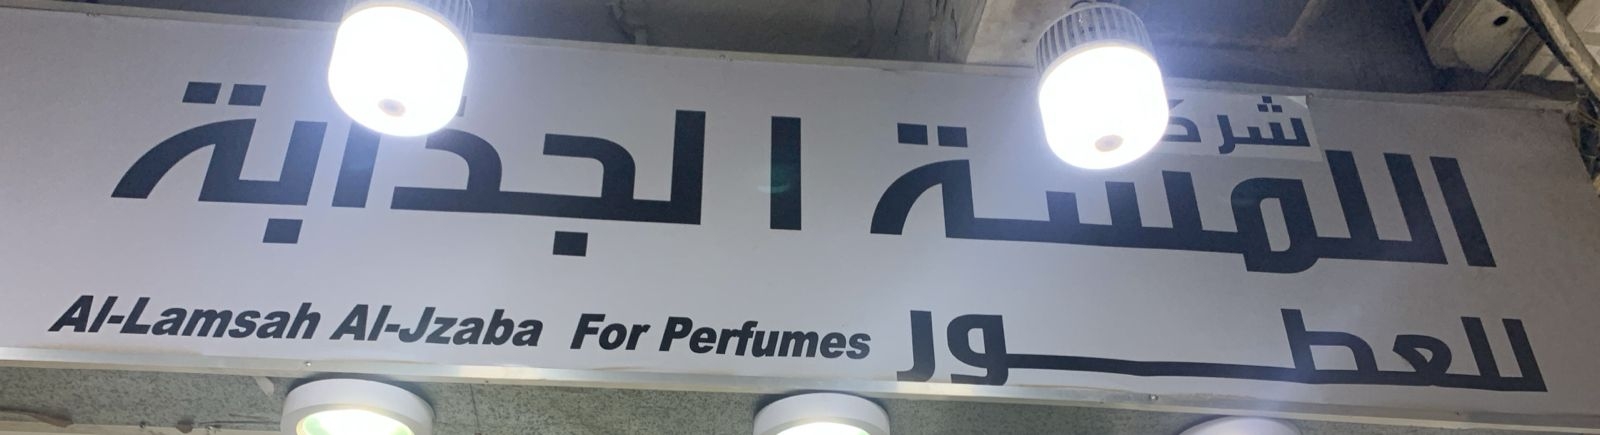 شركة
اللمسة الجذابة
للعطور
Al-Lamsah Al-Jzaba For Perfumes